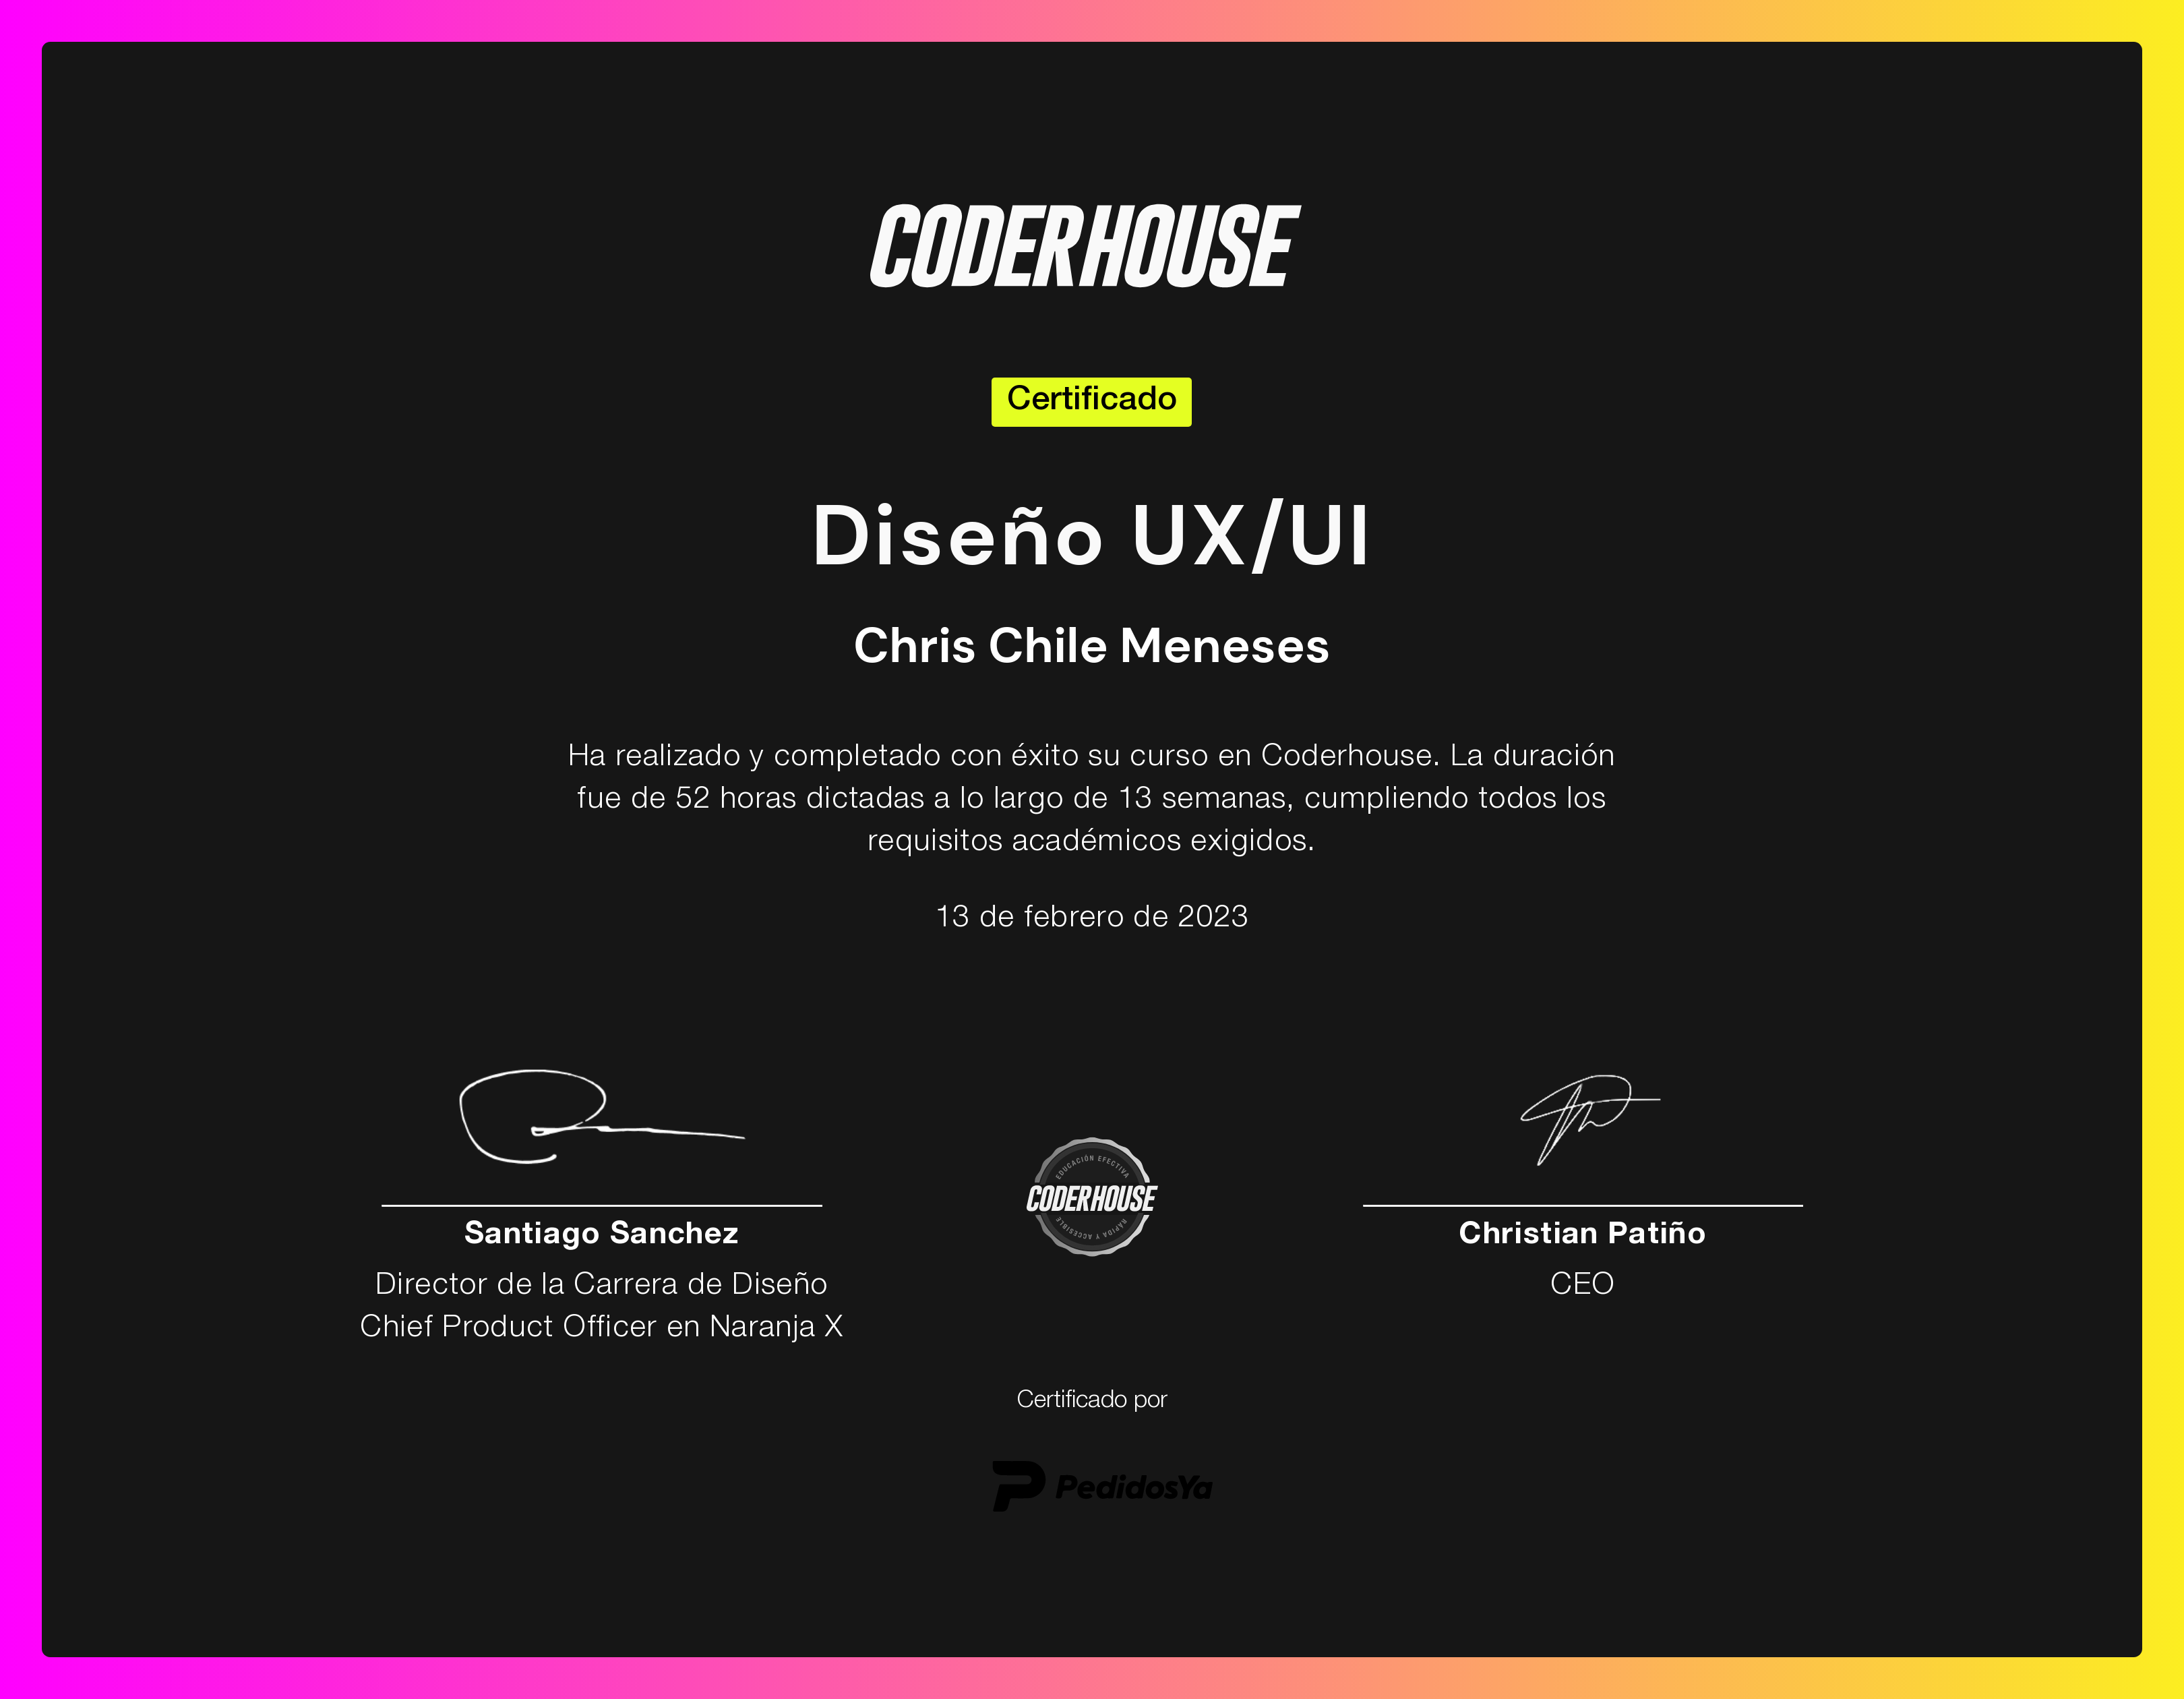 CODERHOUSE
Certificado
Diseño UX/UI
Chris Chile Meneses
Ha realizado y completado con éxito su curso en Coderhouse. La duración
fue de 52 horas dictadas a lo largo de 13 semanas, cumpliendo todos los
requisitos académicos exigidos.
13 de febrero de 2023
EDUCACIÓN EFECTIVA
CODERHOUSE
RÁPIDA Y ACCESIBLE
Santiago Sanchez
Director de la Carrera de Diseño
Chief Product Officer en Naranja X
Christian Patiño
CEO
Certificado por
PedidosYa